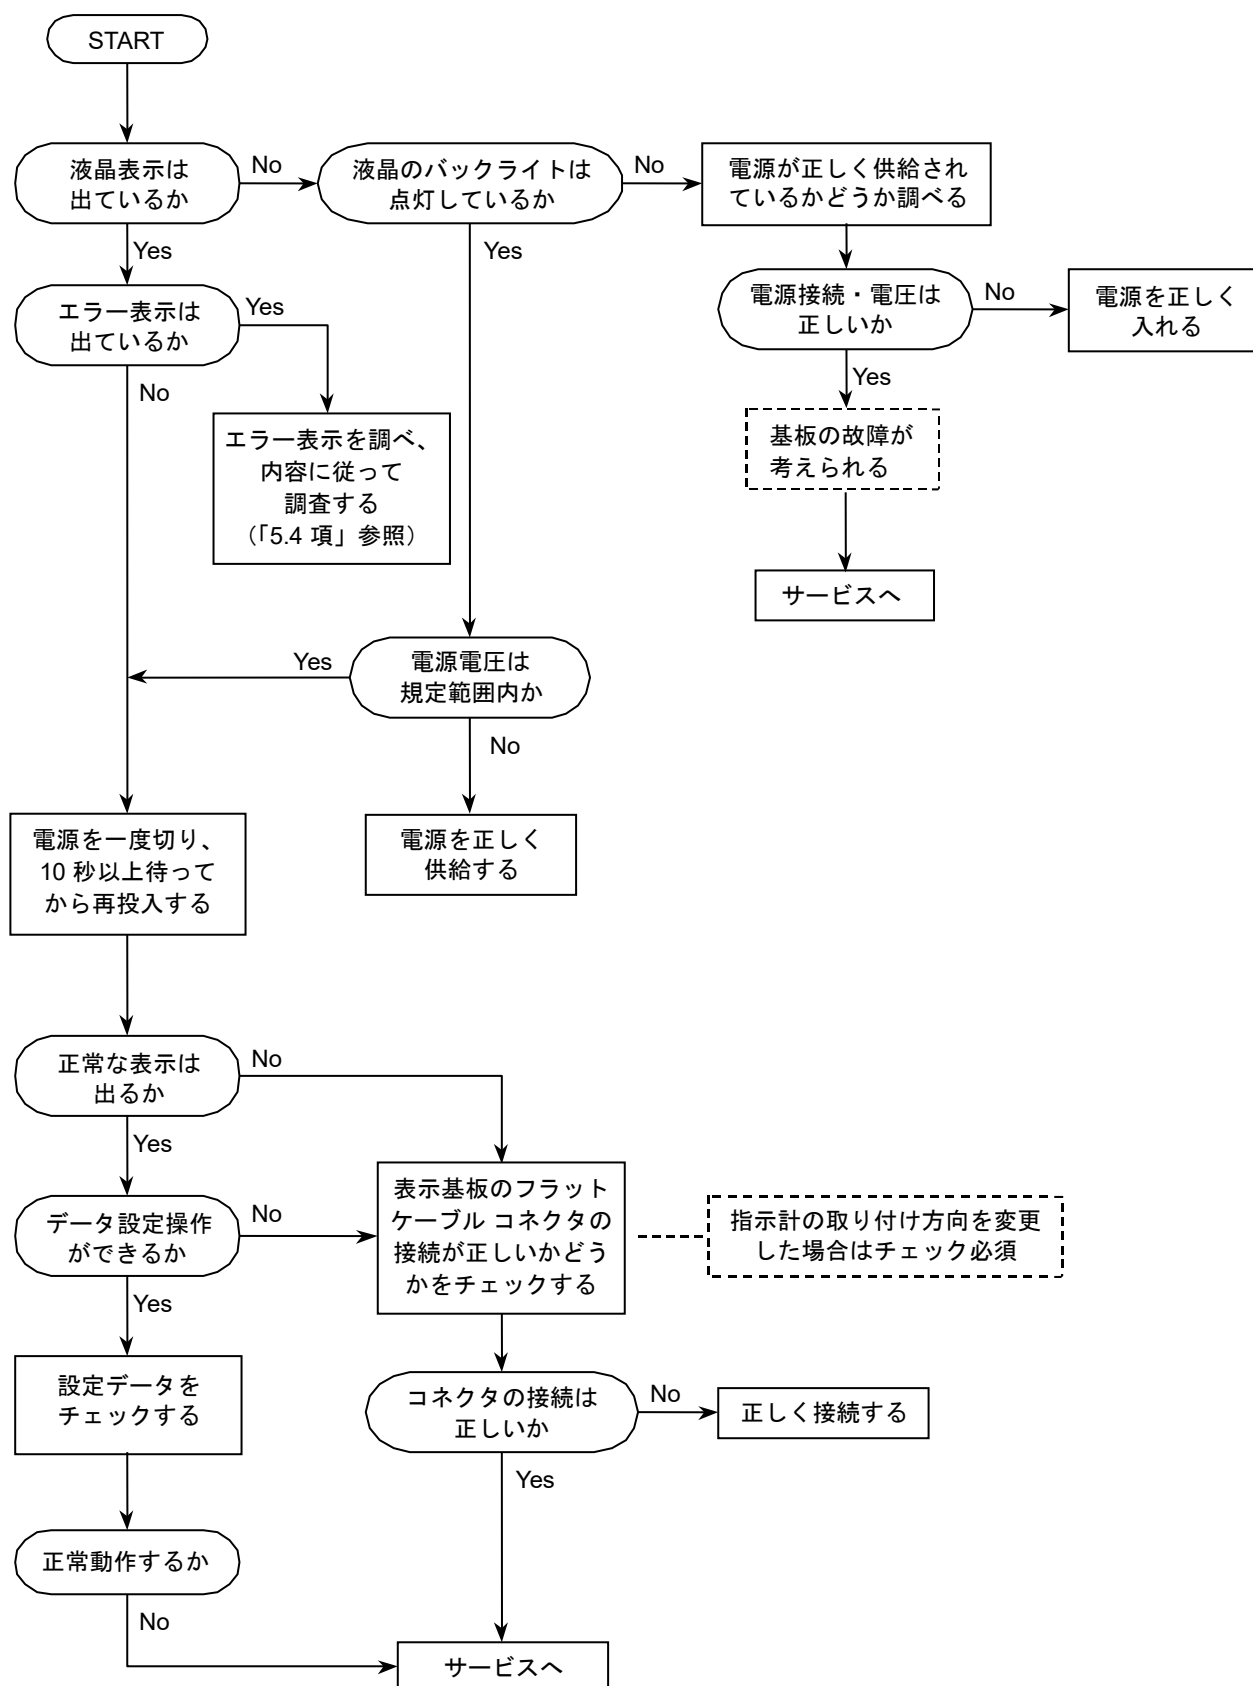 START
液晶表示は
出ているか
No
液晶のバックライトは
点灯しているか
No
電源が正しく供給され
ているかどうか調べる
Yes
Yes
エラー表示は
出ているか
Yes
電源接続・電圧は
正しいか
No
電源を正しく
入れる
No
Yes
エラー表示を調べ、
内容に従って
調査する
(「5.4 項」参照)
基板の故障が
考えられる
サービスへ
Yes
電源電圧は
規定範囲内か
No
電源を一度切り、
10 秒以上待って
から再投入する
電源を正しく
供給する
正常な表示は
出るか
No
Yes
データ設定操作
ができるか
No
表示基板のフラット
ケーブル コネクタの
接続が正しいかどう
かをチェックする
指示計の取り付け方向を変更
した場合はチェック必須
Yes
設定データを
チェックする
コネクタの接続は
正しいか
No
正しく接続する
Yes
正常動作するか
No
サービスへ